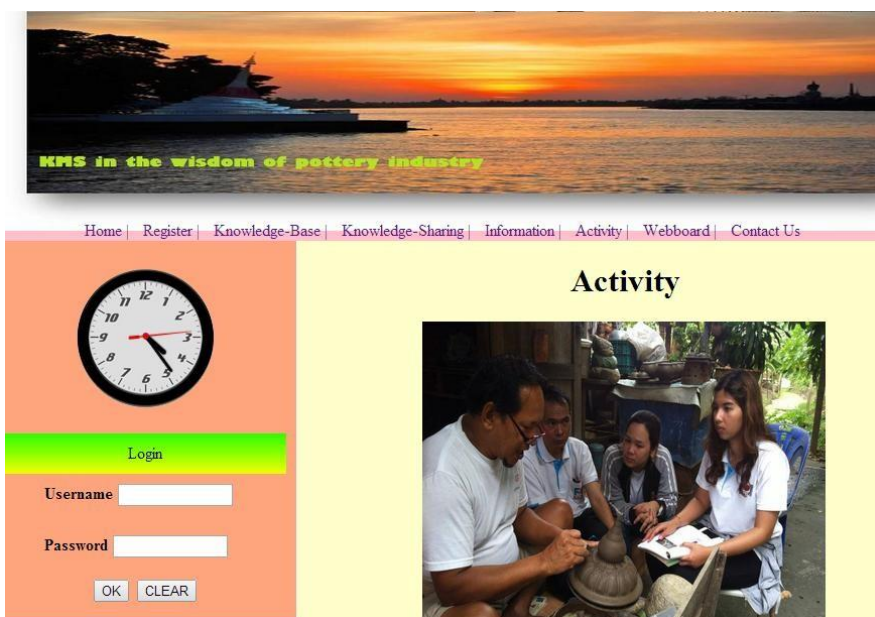 KMS in the wisdom of pottery industry
Home | Register | Knowledge-Base | Knowledge-Sharing | Information | Activity | Webboard | Contact Us
Activity
12
1
2
3
4
5
6
7
8
9
10
11
Login
Username
Password
OK CLEAR